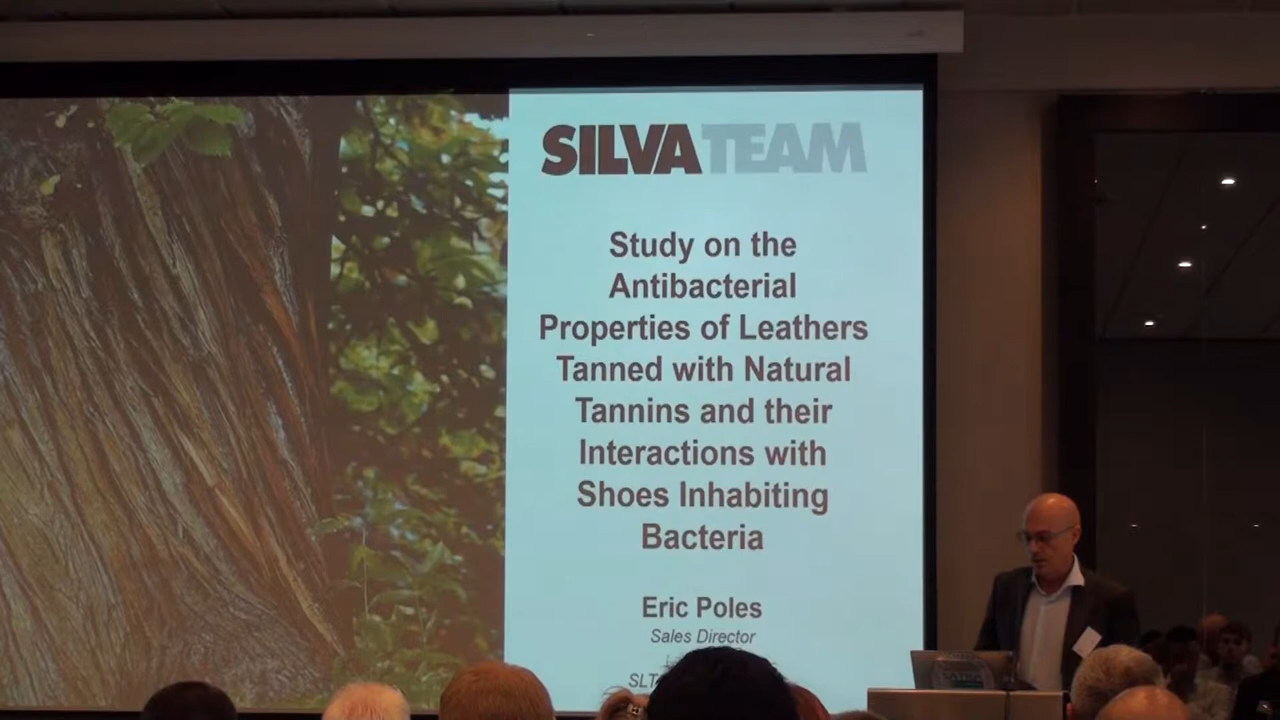 SILVATEAM
Study on the
Antibacterial
Properties of Leathers
Tanned with Natural
Tannins and their
Interactions with
Shoes Inhabiting
Bacteria
Eric Poles
Sales Director